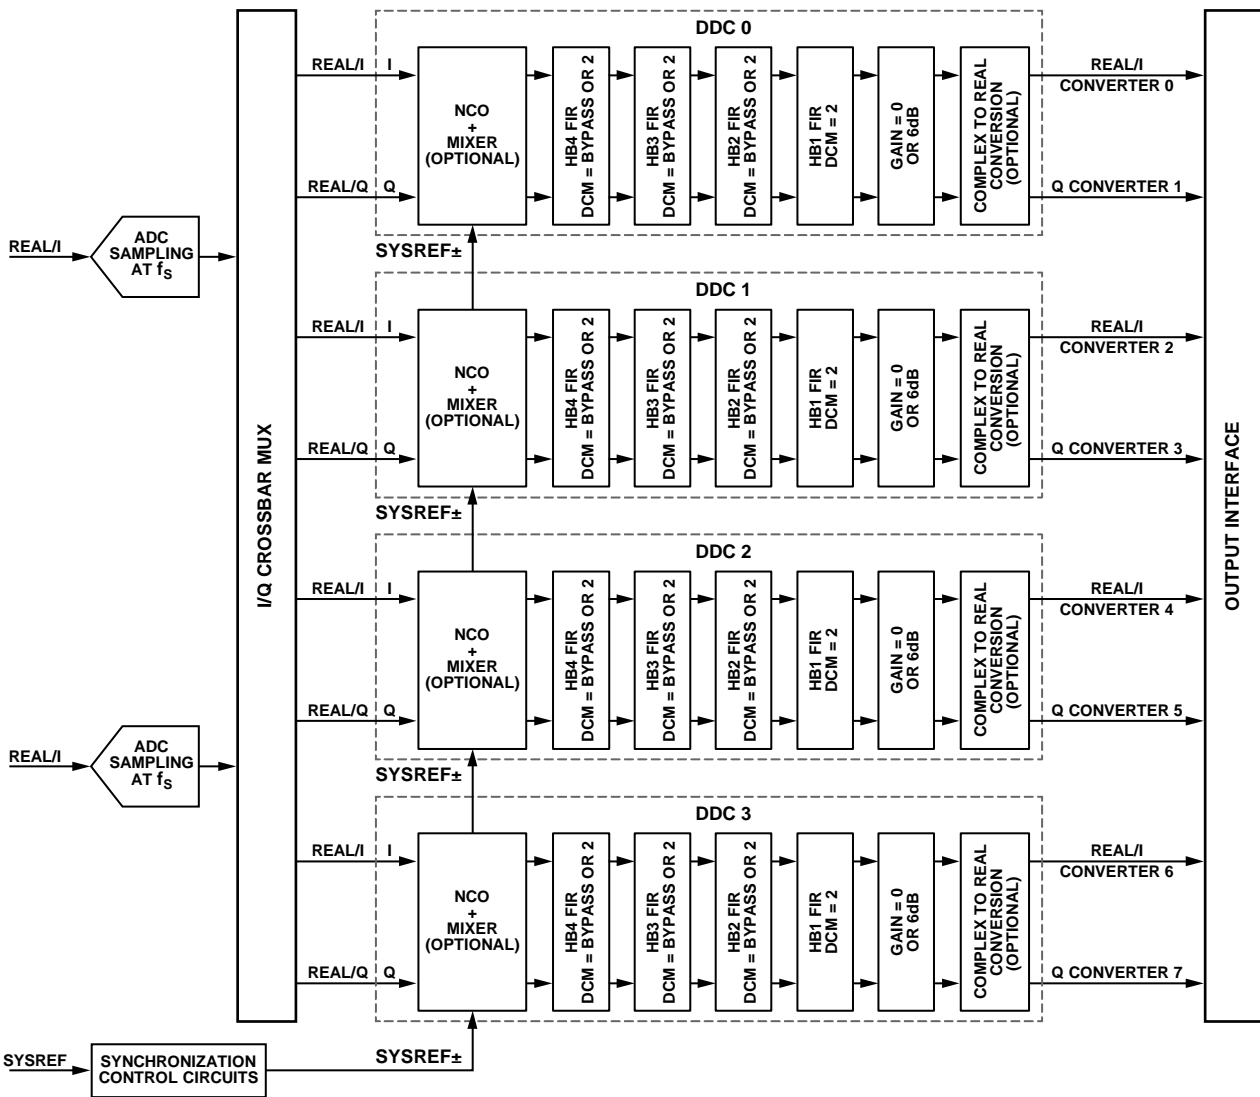 REAL/I
ADC
SAMPLING
AT fS
REAL/I
ADC
SAMPLING
AT fS
SYSREF
SYNCHRONIZATION
CONTROL CIRCUITS
I/Q CROSSBAR MUX
DDC 0
REAL/I
I
REAL/Q
Q
NCO
+
MIXER
(OPTIONAL)
HB4 FIR
DCM = BYPASS OR 2
HB3 FIR
DCM = BYPASS OR 2
HB2 FIR
DCM = BYPASS OR 2
HB1 FIR
DCM = 2
GAIN = 0
OR 6dB
COMPLEX TO REAL
CONVERSION
(OPTIONAL)
REAL/I
CONVERTER 0
Q CONVERTER 1
SYSREF±
DDC 1
REAL/I
I
REAL/Q
Q
NCO
+
MIXER
(OPTIONAL)
HB4 FIR
DCM = BYPASS OR 2
HB3 FIR
DCM = BYPASS OR 2
HB2 FIR
DCM = BYPASS OR 2
HB1 FIR
DCM = 2
GAIN = 0
OR 6dB
COMPLEX TO REAL
CONVERSION
(OPTIONAL)
REAL/I
CONVERTER 2
Q CONVERTER 3
SYSREF±
DDC 2
REAL/I
I
REAL/Q
Q
NCO
+
MIXER
(OPTIONAL)
HB4 FIR
DCM = BYPASS OR 2
HB3 FIR
DCM = BYPASS OR 2
HB2 FIR
DCM = BYPASS OR 2
HB1 FIR
DCM = 2
GAIN = 0
OR 6dB
COMPLEX TO REAL
CONVERSION
(OPTIONAL)
REAL/I
CONVERTER 4
Q CONVERTER 5
SYSREF±
DDC 3
REAL/I
I
REAL/Q
Q
NCO
+
MIXER
(OPTIONAL)
HB4 FIR
DCM = BYPASS OR 2
HB3 FIR
DCM = BYPASS OR 2
HB2 FIR
DCM = BYPASS OR 2
HB1 FIR
DCM = 2
GAIN = 0
OR 6dB
COMPLEX TO REAL
CONVERSION
(OPTIONAL)
REAL/I
CONVERTER 6
Q CONVERTER 7
SYSREF±
OUTPUT INTERFACE